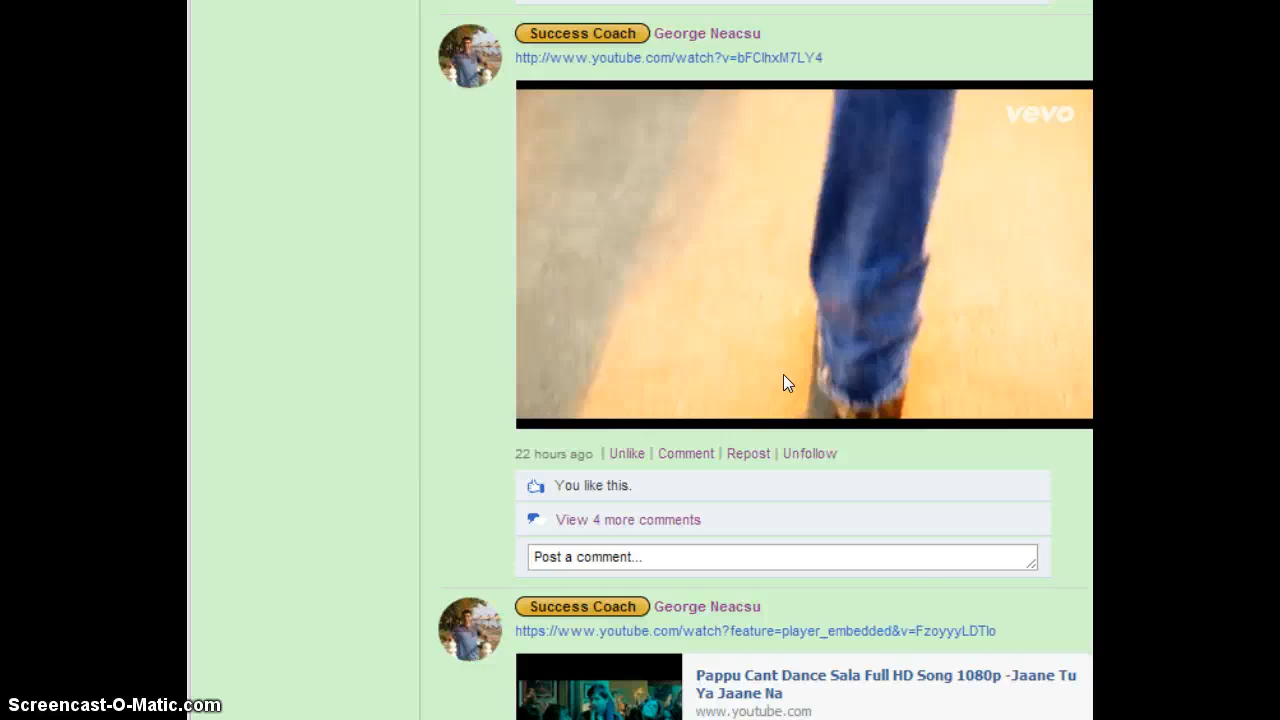 Success Coach George Neacsu
http://www.youtube.com/watch?v=bFClhxM7LY4
vevo
22 hours ago | Unlike | Comment | Repost | Unfollow
You like this.
View 4 more comments
Post a comment...
Success Coach George Neacsu
https://www.youtube.com/watch?feature=player_embedded&v=FzoyyyLDTIo
Pappu Cant Dance Sala Full HD Song 1080p -Jaane Tu
Ya Jaane Na
www.youtube.com
Screencast-O-Matic.com